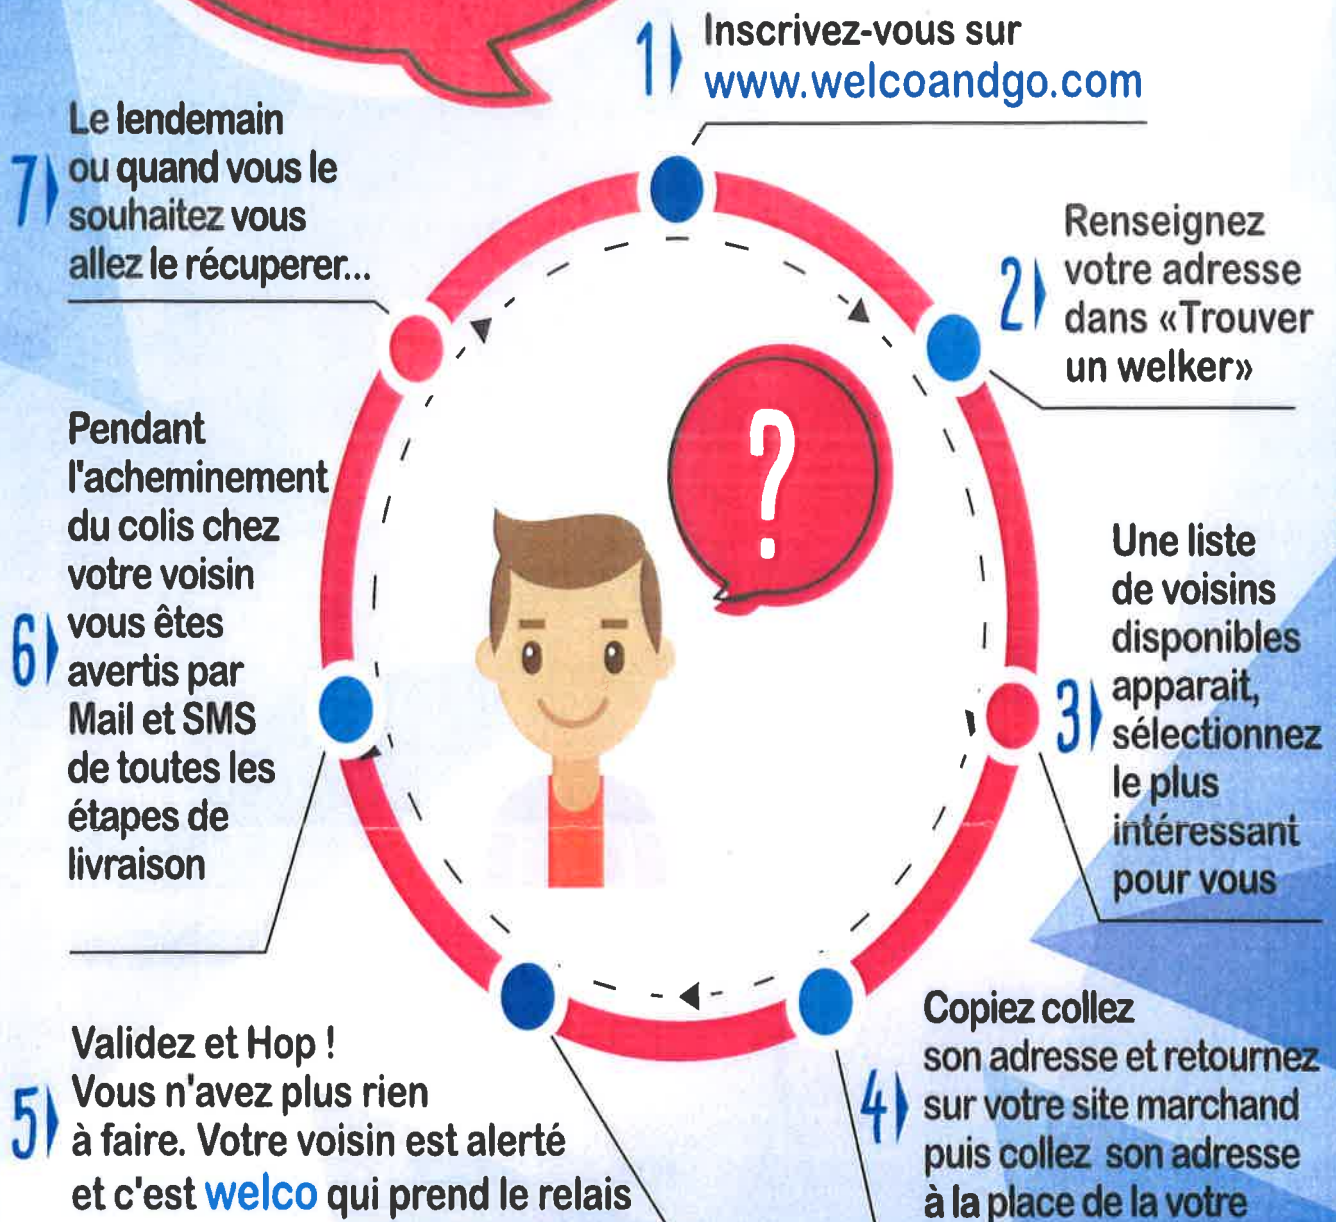 1 Inscrivez-vous sur
www.welcoandgo.com
2 Renseignez
votre adresse
dans «Trouver
un welker»
3 Une liste
de voisins
disponibles
apparait,
sélectionnez
le plus
intéressant
pour vous
4 Copiez collez
son adresse et retournez
sur votre site marchand
puis collez son adresse
à la place de la votre
5 Validez et Hop !
Vous n'avez plus rien
à faire. Votre voisin est alerté
et c'est welco qui prend le relais
6 Pendant
l'acheminement
du colis chez
votre voisin
vous êtes
avertis par
Mail et SMS
de toutes les
étapes de
livraison
7 Le lendemain
ou quand vous le
souhaitez vous
allez le récuperer...
?